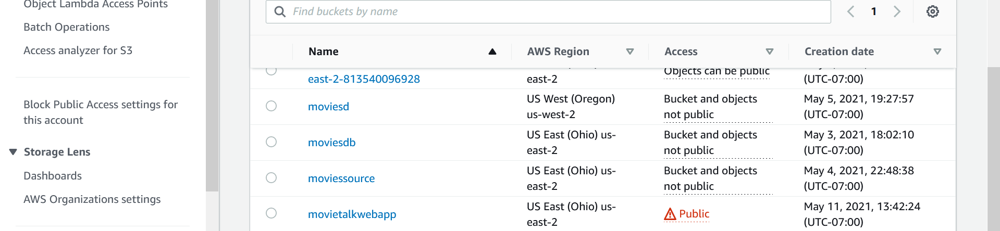 Object Lambda Access Points
Batch Operations
Access analyzer for S3
Block Public Access settings for
this account
Storage Lens
Dashboards
AWS Organizations settings
Find buckets by name
1
Name
AWS Region
Access
Creation date
east-2-813540096928
east-2
Objects can be public
(UTC-07:00)
moviesd
US West (Oregon)
us-west-2
Bucket and objects
not public
May 5, 2021, 19:27:57
(UTC-07:00)
moviesdb
US East (Ohio) us-
east-2
Bucket and objects
not public
May 3, 2021, 18:02:10
(UTC-07:00)
moviessource
US East (Ohio) us-
east-2
Bucket and objects
not public
May 4, 2021, 22:48:38
(UTC-07:00)
movietalkwebapp
US East (Ohio) us-
east-2
Public
May 11, 2021, 13:42:24
(UTC-07:00)